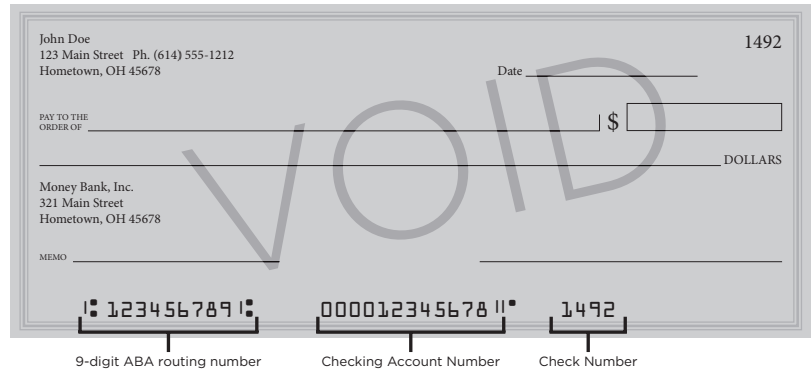 John Doe
1492
123 Main Street Ph. (614) 555-1212
Hometown, OH 45678
Date
PAY TO THE
ORDER OF
$
DOLLARS
VOID
Money Bank, Inc.
321 Main Street
Hometown, OH 45678
MEMO
⑆123456789⑆ 000012345678⑈ 1492
9-digit ABA routing number Checking Account Number Check Number